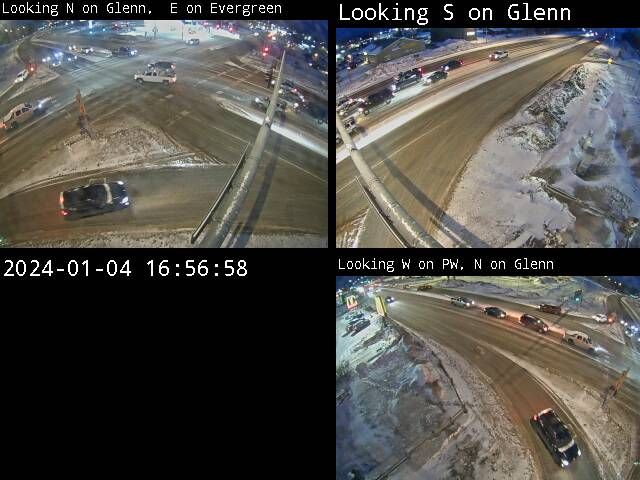 Looking N on Glenn,  E on Evergreen
Looking S on Glenn
2024-01-04 16:56:58
Looking W on PW, N on Glenn